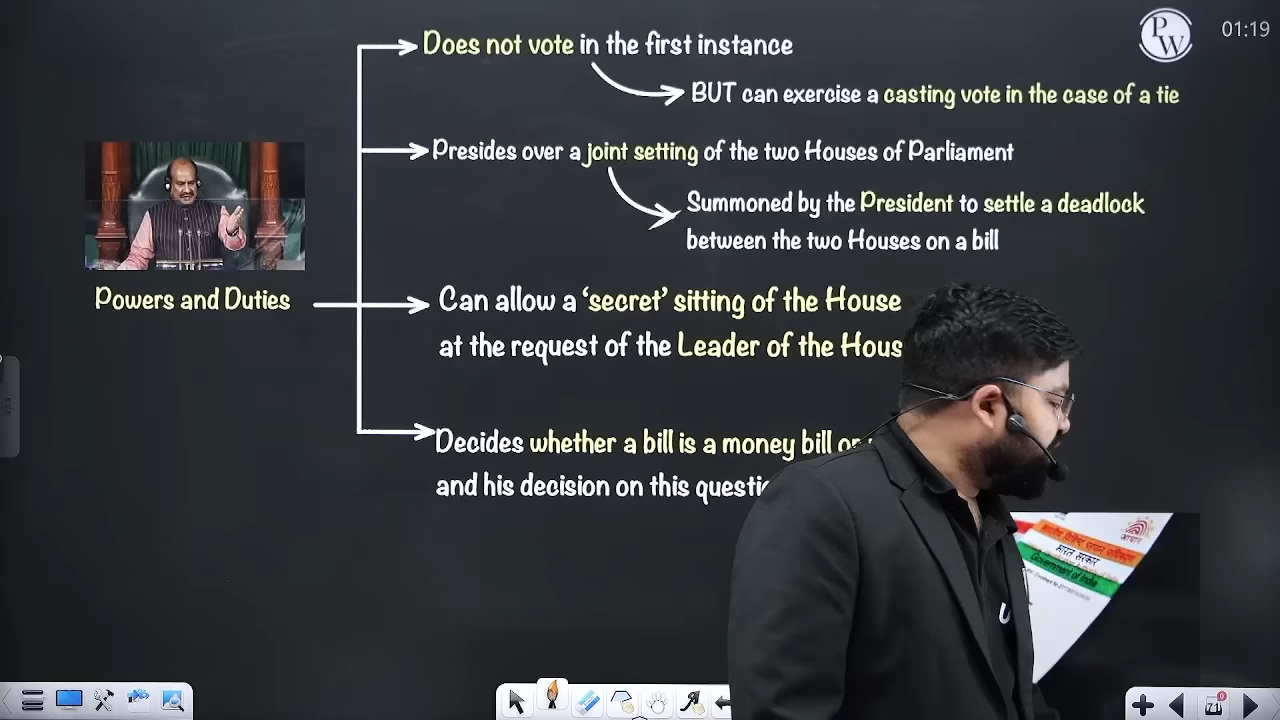 Does not vote in the first instance
BUT can exercise a casting vote in the case of a tie
Presides over a joint setting of the two Houses of Parliament
Summoned by the President to settle a deadlock
between the two Houses on a bill
Powers and Duties
Can allow a ‘secret’ sitting of the House
at the request of the Leader of the Hous
Decides whether a bill is a money bill or
and his decision on this questio
PW
01:19
आधार
भारत सरकार
Government of India